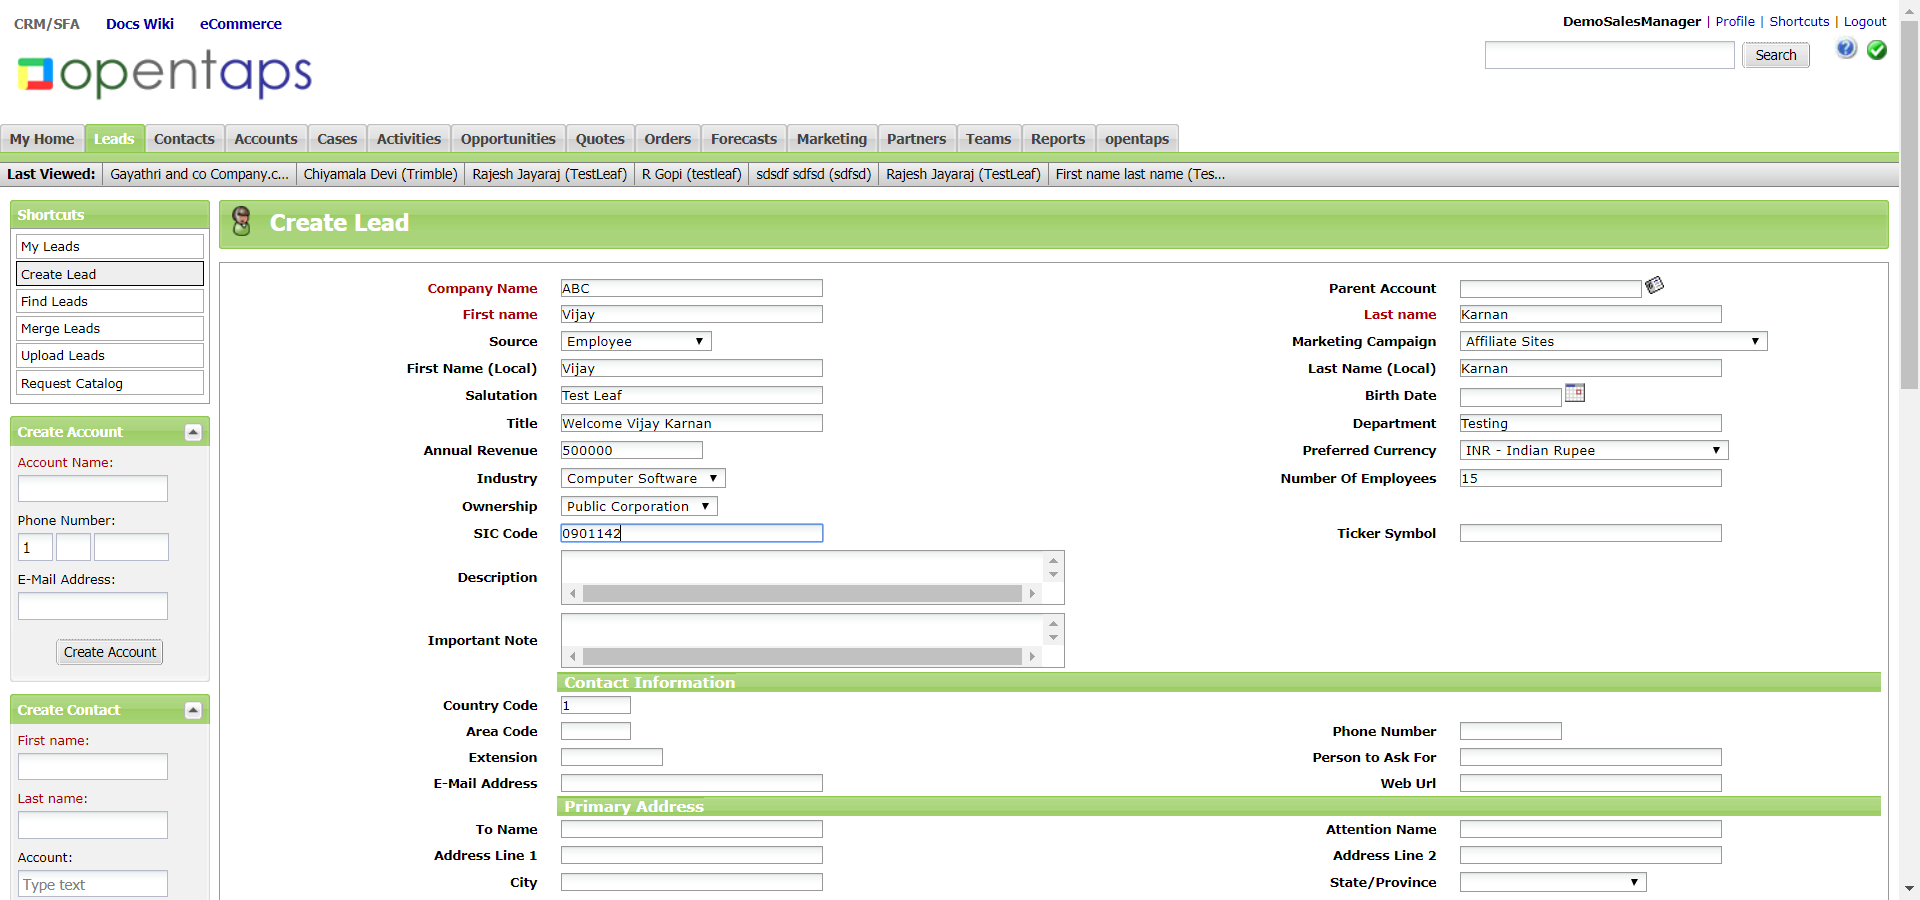 CRM/SFA Docs Wiki eCommerce
DemoSalesManager | Profile | Shortcuts | Logout
opentaps
Search
My Home Leads Contacts Accounts Cases Activities Opportunities Quotes Orders Forecasts Marketing Partners Teams Reports opentaps
Last Viewed: Gayathri and co Company.c... Chiyamala Devi (Trimble) Rajesh Jayaraj (TestLeaf) R Gopi (testleaf) sdsdf sdfsd (sdfsd) Rajesh Jayaraj (TestLeaf) First name last name (Tes...
Shortcuts
My Leads
Create Lead
Find Leads
Merge Leads
Upload Leads
Request Catalog
Create Account
Account Name:
Phone Number:
1
E-Mail Address:
Create Account
Create Contact
First name:
Last name:
Account:
Type text
Create Lead
Company Name ABC Parent Account
First name Vijay Last name Karnan
Source Employee Marketing Campaign Affiliate Sites
First Name (Local) Vijay Last Name (Local) Karnan
Salutation Test Leaf Birth Date
Title Welcome Vijay Karnan Department Testing
Annual Revenue 500000 Preferred Currency INR - Indian Rupee
Industry Computer Software Number Of Employees 15
Ownership Public Corporation
SIC Code 0901142 Ticker Symbol
Description
Important Note
Contact Information
Country Code 1
Area Code Phone Number
Extension Person to Ask For
E-Mail Address Web Url
Primary Address
To Name Attention Name
Address Line 1 Address Line 2
City State/Province